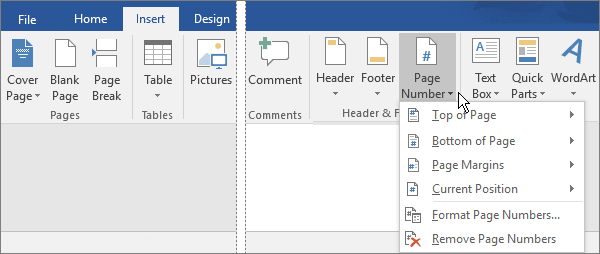 File Home Insert Design
Cover Page
Blank Page
Page Break
Table
Pictures
Comment
Header
Footer
Page Number
Text Box
Quick Parts
WordArt
Pages
Tables
Comments
Header & F
Top of Page
Bottom of Page
Page Margins
Current Position
Format Page Numbers...
Remove Page Numbers